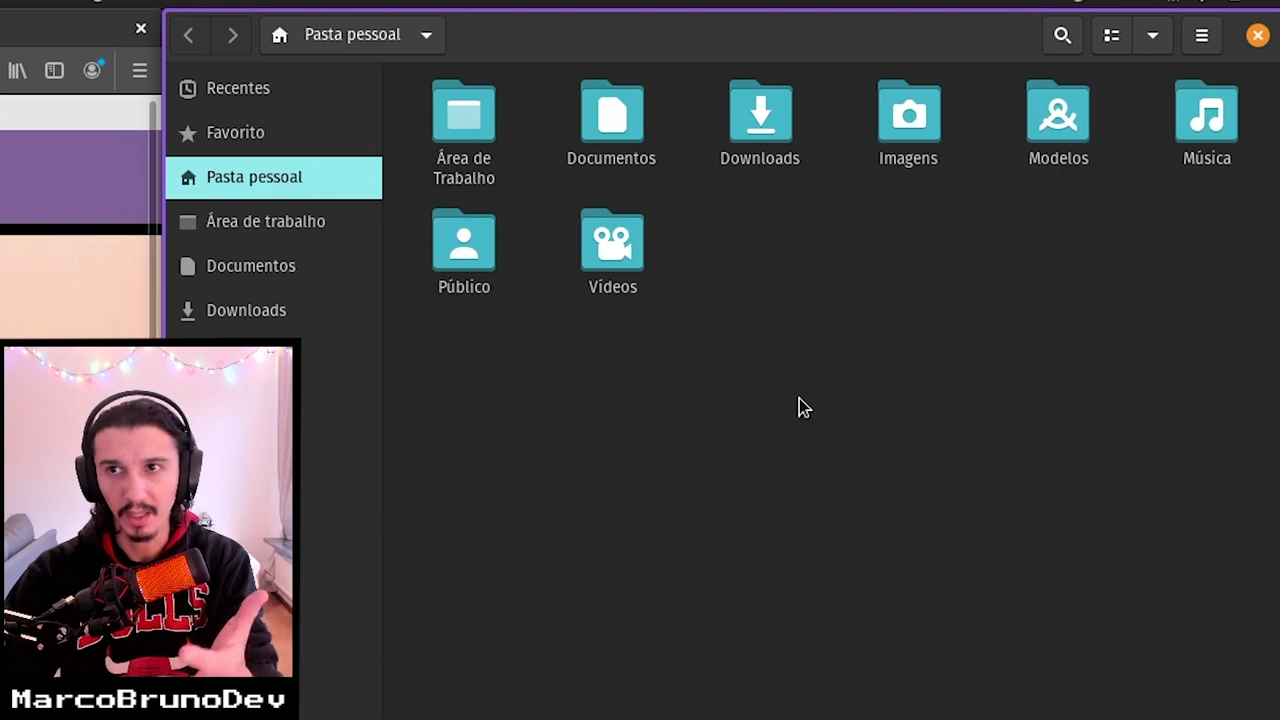 Pasta pessoal
Recentes
Favorito
Pasta pessoal
Área de trabalho
Documentos
Downloads
Área de
Trabalho
Documentos
Downloads
Imagens
Modelos
Música
Público
Vídeos
BULLS
MarcoBrunoDev